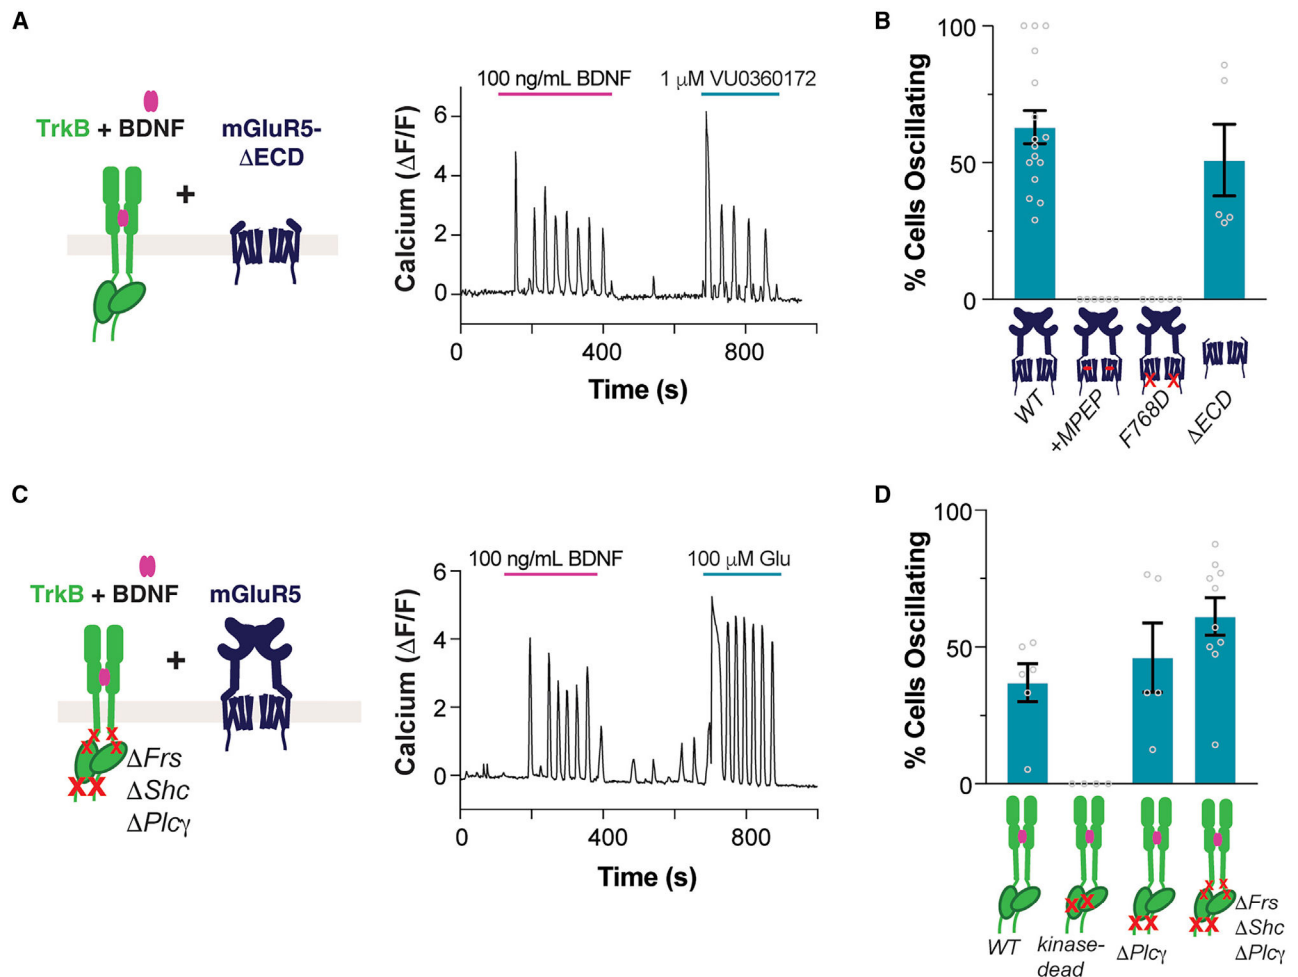 A
TrkB + BDNF
mGluR5-
ΔECD
+
100 ng/mL BDNF
1 μM VU0360172
Calcium (ΔF/F)
6
4
2
0
0
400
800
Time (s)
B
% Cells Oscillating
100
50
0
WT
+MPEP
F768D
ΔECD
C
TrkB + BDNF
mGluR5
+
ΔFrs
ΔShc
ΔPlcγ
100 ng/mL BDNF
100 μM Glu
Calcium (ΔF/F)
6
4
2
0
0
400
800
Time (s)
D
% Cells Oscillating
100
50
0
WT
kinase-
dead
ΔPlcγ
ΔFrs
ΔShc
ΔPlcγ